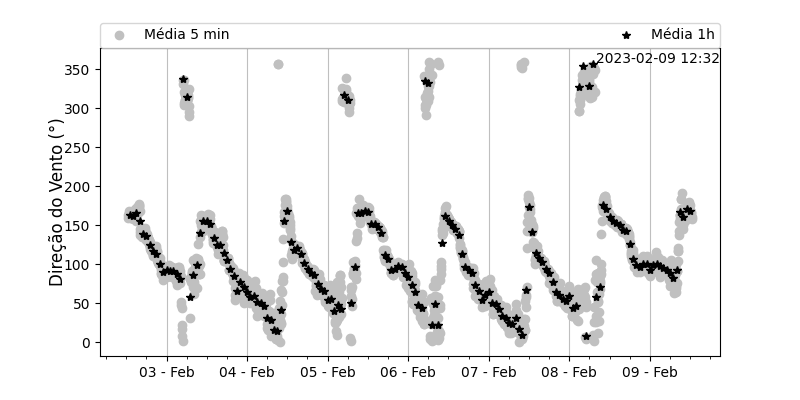 Média 5 min
Média 1h
2023-02-09 12:32
Direção do Vento (°)
350
300
250
200
150
100
50
0
03 - Feb
04 - Feb
05 - Feb
06 - Feb
07 - Feb
08 - Feb
09 - Feb